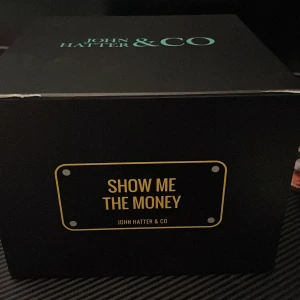 JOHN
HATTER & CO
SHOW ME
THE MONEY
JOHN HATTER & CO